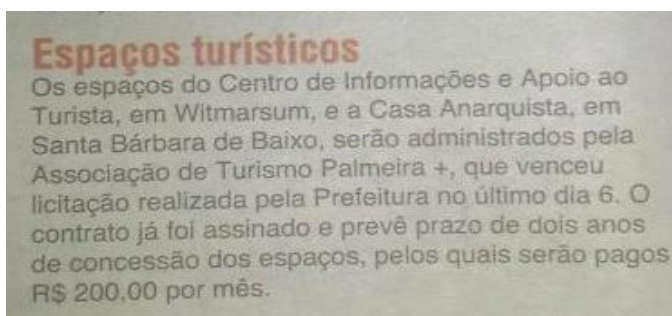 Espaços turísticos
Os espaços do Centro de Informações e Apoio ao
Turista, em Witmarsum, e a Casa Anarquista, em
Santa Bárbara de Baixo, serão administrados pela
Associação de Turismo Palmeira +, que venceu
licitação realizada pela Prefeitura no último dia 6. O
contrato já foi assinado e prevê prazo de dois anos
de concessão dos espaços, pelos quais serão pagos
R$ 200,00 por mês.